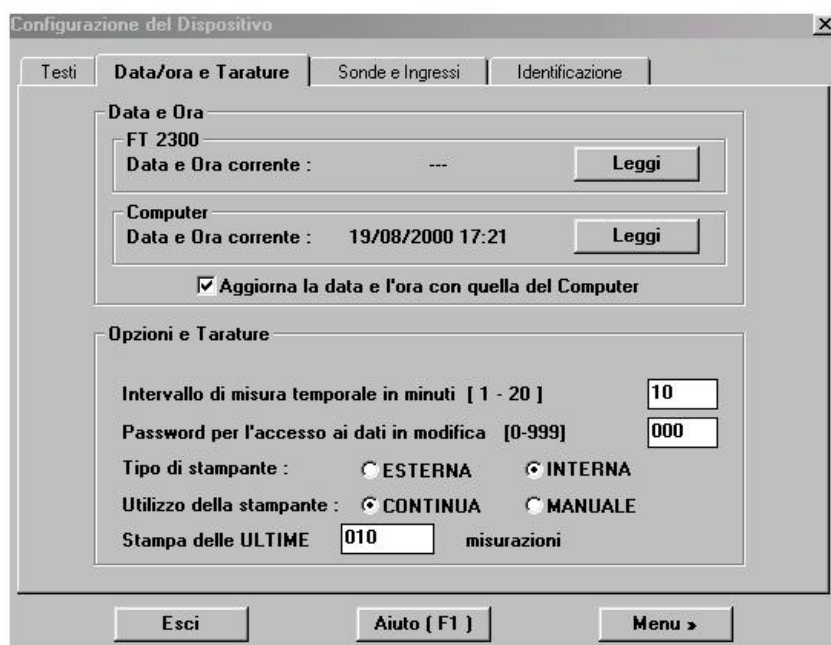 Configurazione del Dispositivo
Testi Data/ora e Tarature Sonde e Ingressi Identificazione
Data e Ora
FT 2300
Data e Ora corrente : --- Leggi
Computer
Data e Ora corrente : 19/08/2000 17:21 Leggi
Aggiorna la data e l'ora con quella del Computer
Opzioni e Tarature
Intervallo di misura temporale in minuti [ 1 - 20 ] 10
Password per l'accesso ai dati in modifica [0-999] 000
Tipo di stampante : ESTERNA INTERNA
Utilizzo della stampante : CONTINUA MANUALE
Stampa delle ULTIME 010 misurazioni
Esci Aiuto ( F1 ) Menu »